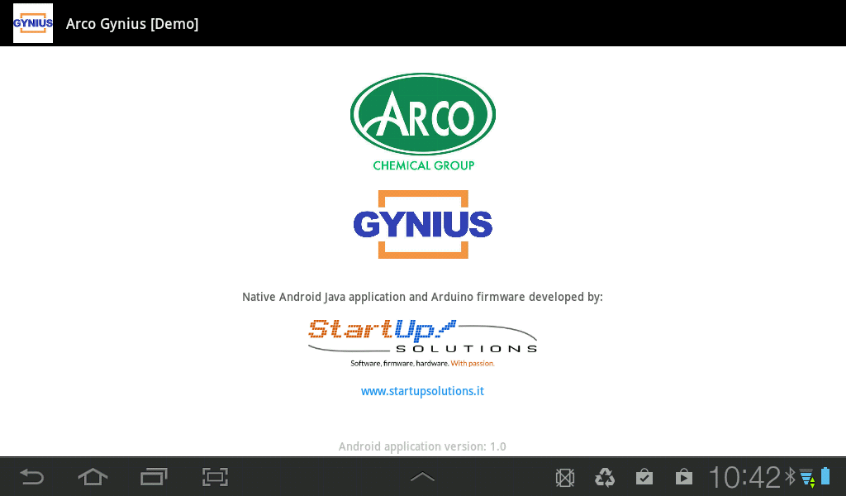 GYNIUS
Arco Gynius [Demo]
ARCO
CHEMICAL GROUP
GYNIUS
Native Android Java application and Arduino firmware developed by:
StartUp!
SOLUTIONS
Software, firmware, hardware. With passion.
www.startupsolutions.it
Android application version: 1.0
10:42